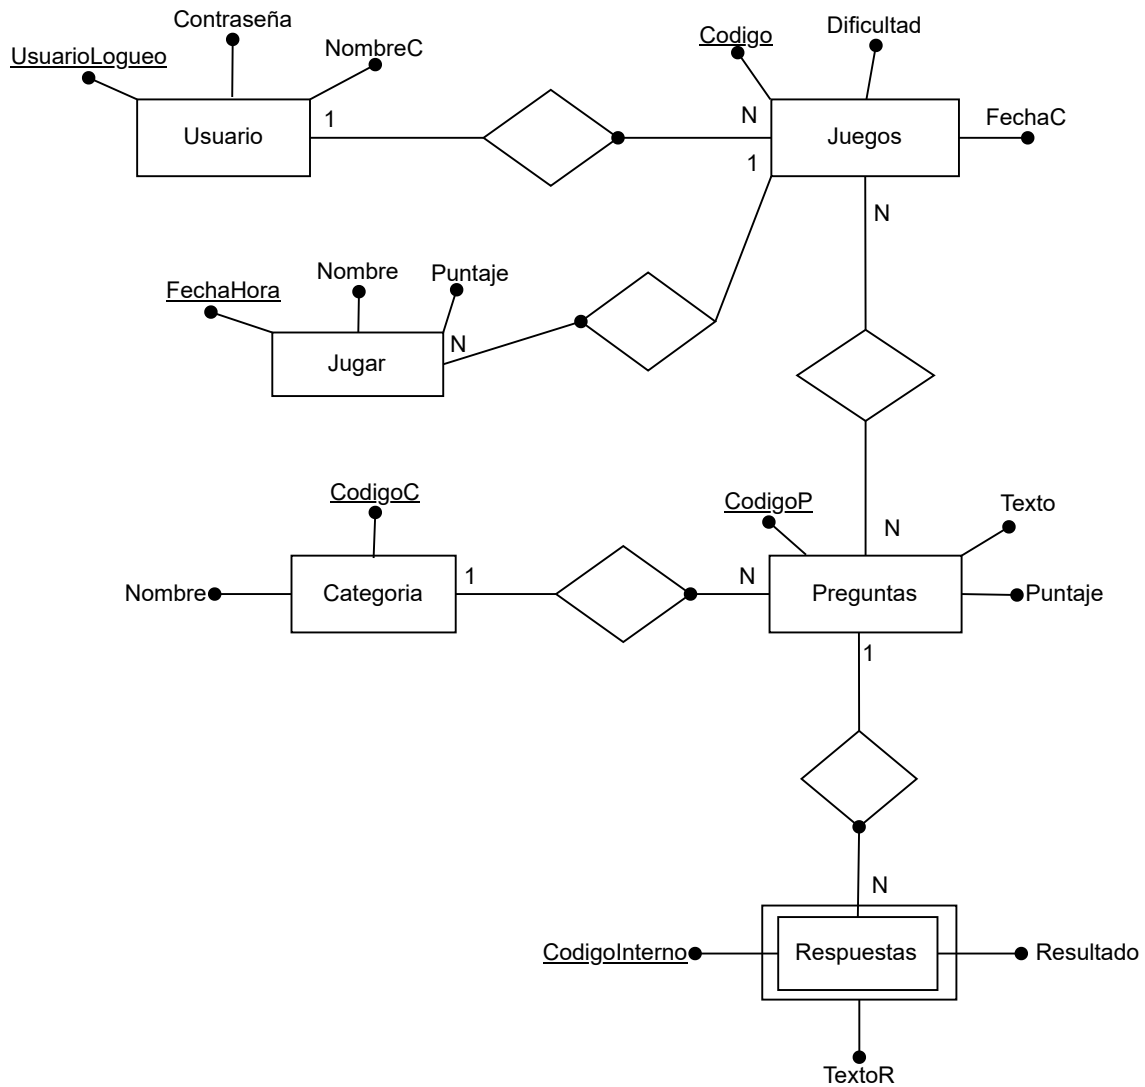 Contraseña
Dificultad
Codigo
UsuarioLogueo
NombreC
Usuario
1
N
Juegos
FechaC
1
N
Nombre
Puntaje
FechaHora
N
Jugar
CodigoC
CodigoP
Texto
N
Nombre
Categoria
1
N
Preguntas
Puntaje
1
N
CodigoInterno
Respuestas
Resultado
TextoR